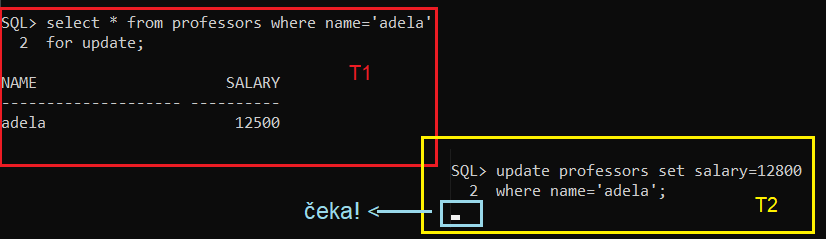 SQL> select * from professors where name='adela'
2 for update;
T1
NAME SALARY
-------------------- ----------
adela 12500
SQL> update professors set salary=12800
2 where name='adela';
T2
čeka! <